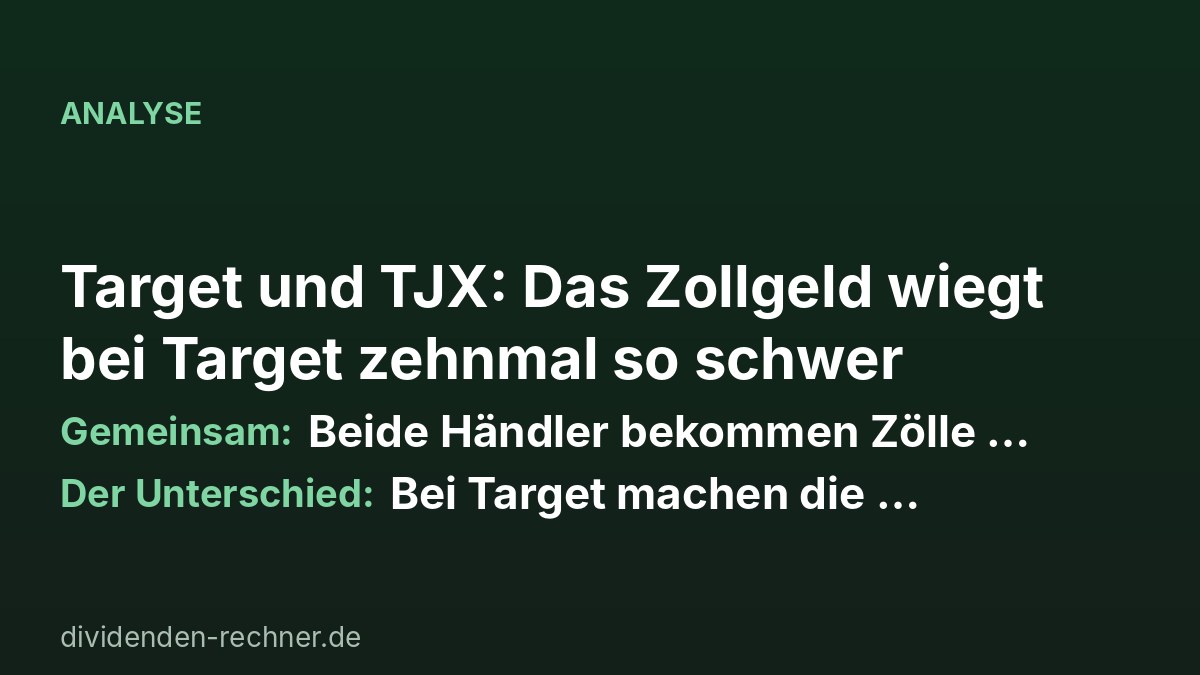 ANALYSE
Target und TJX: Das Zollgeld wiegt
bei Target zehnmal so schwer
Gemeinsam: Beide Händler bekommen Zölle …
Der Unterschied: Bei Target machen die …
dividenden-rechner.de